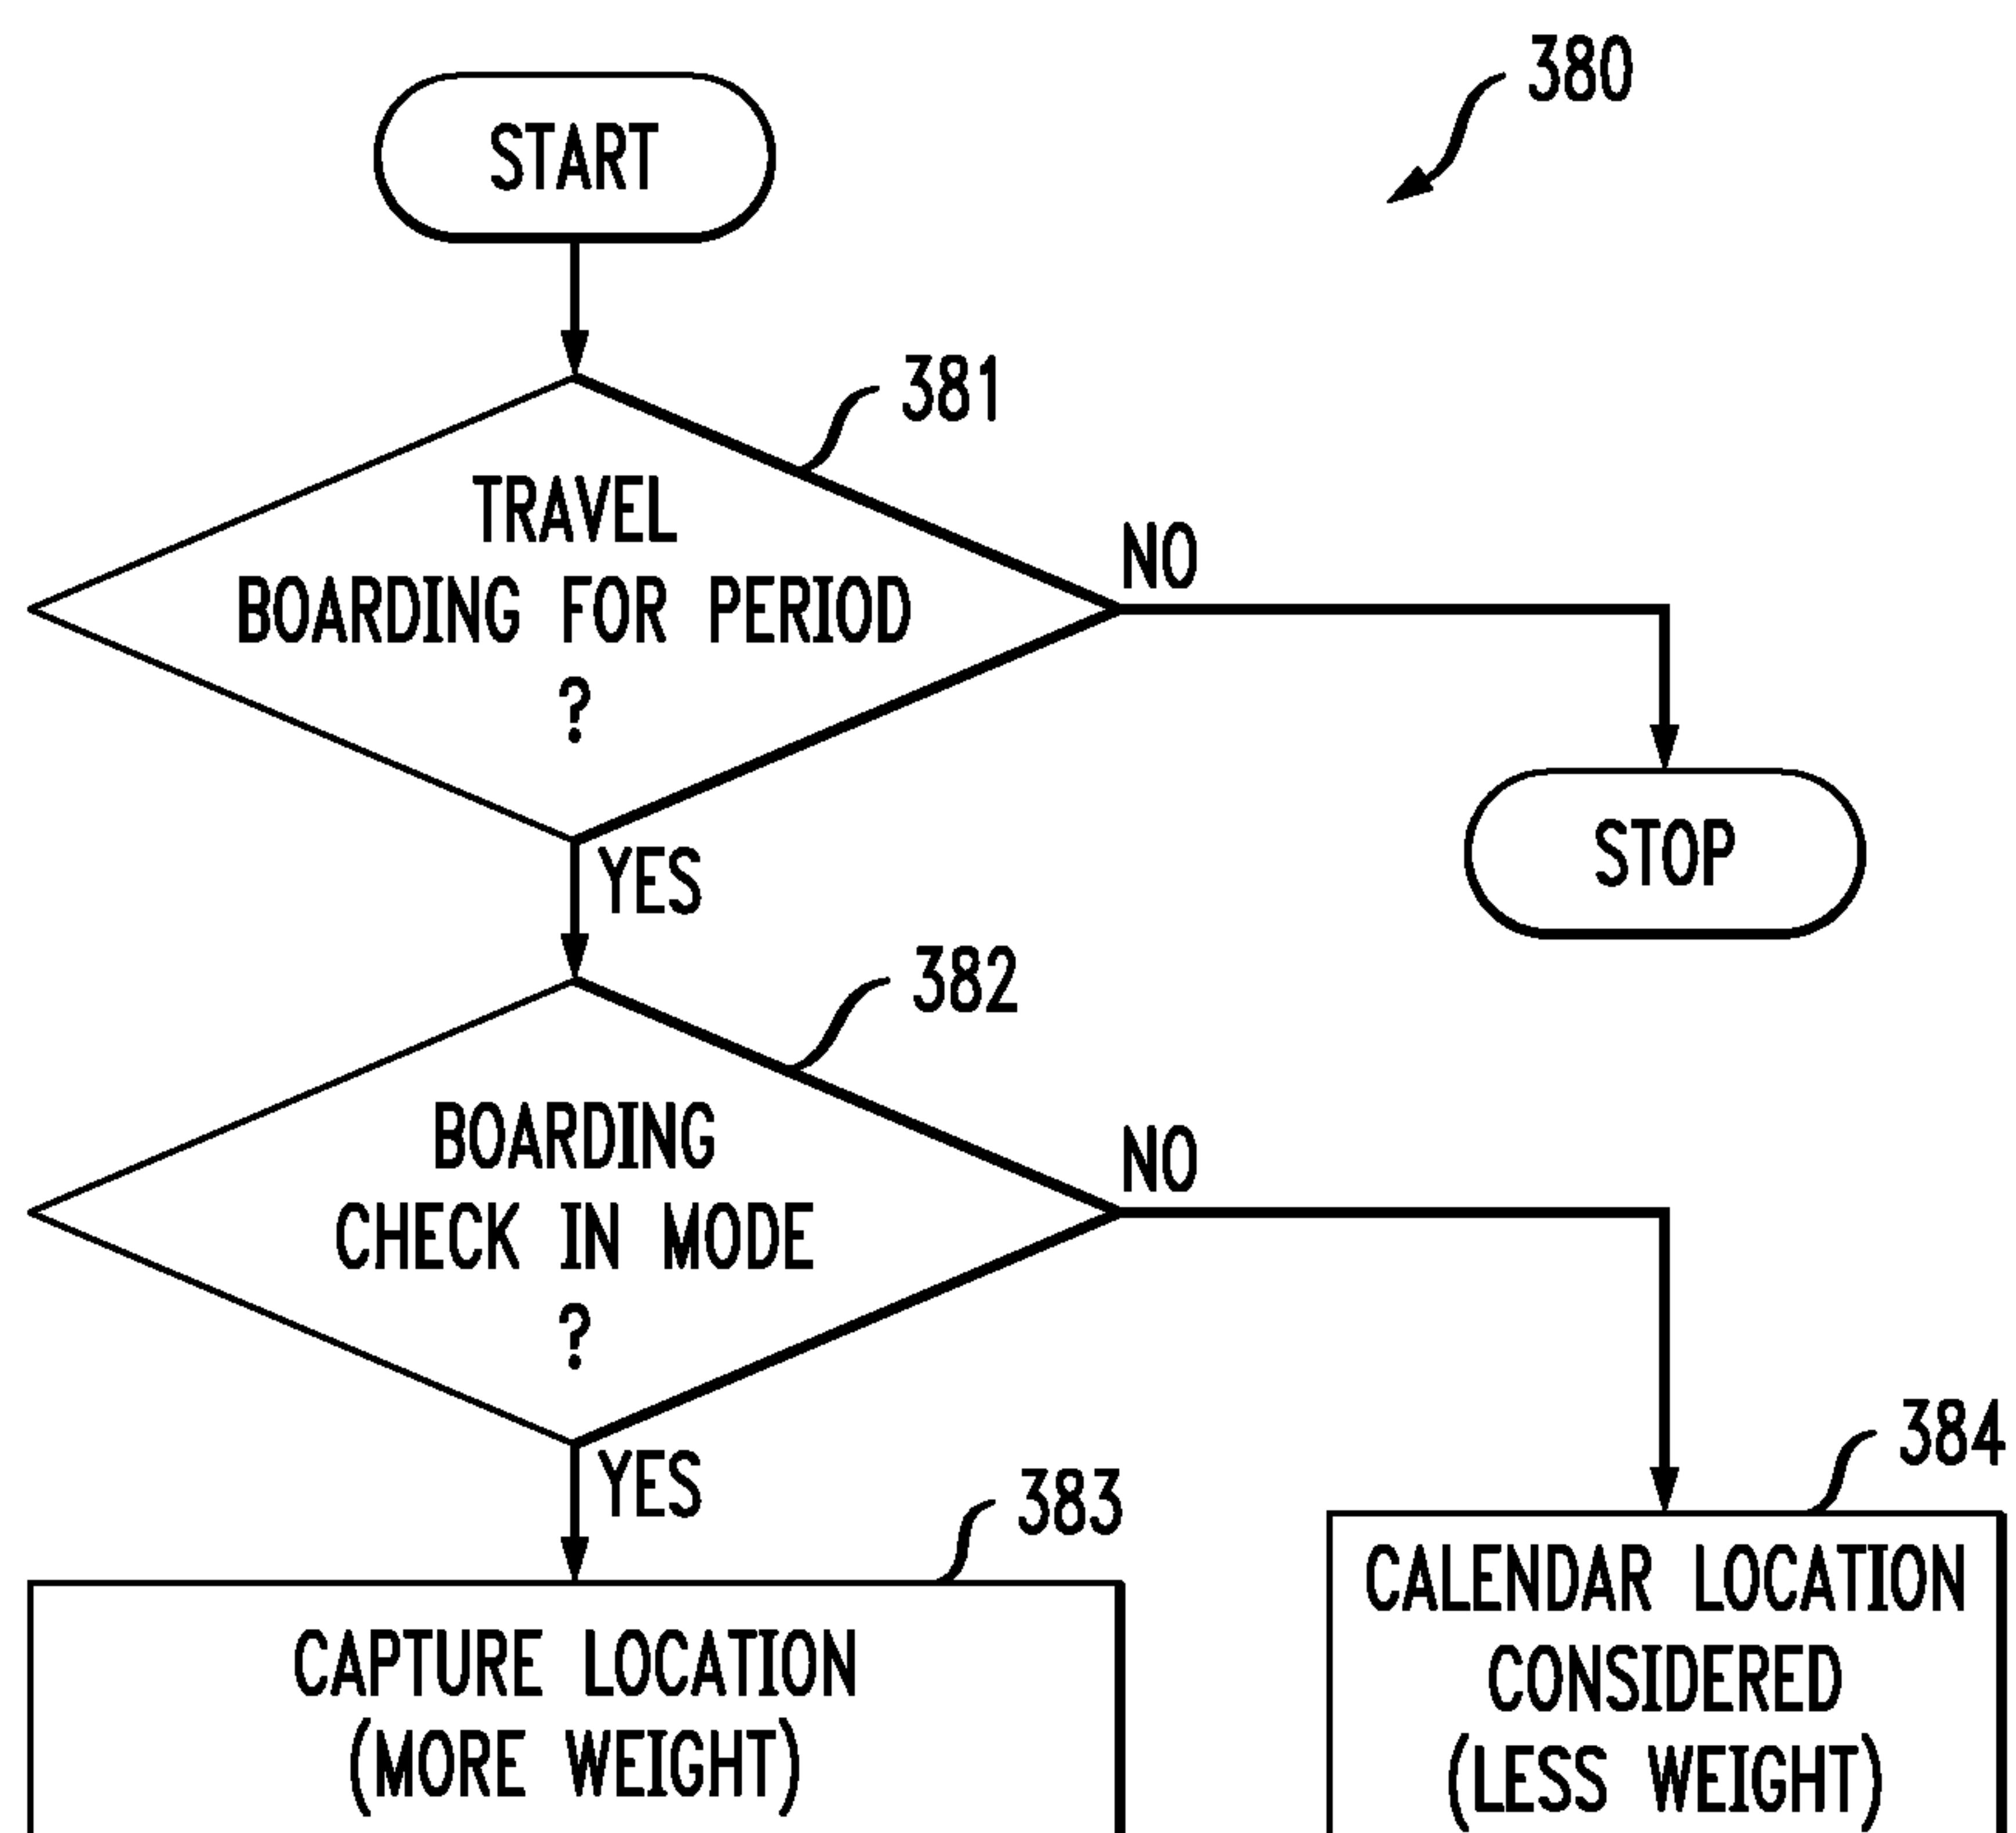 380
START
381
TRAVEL
BOARDING FOR PERIOD
?
NO
STOP
YES
382
BOARDING
CHECK IN MODE
?
NO
YES
383
CAPTURE LOCATION
(MORE WEIGHT)
384
CALENDAR LOCATION
CONSIDERED
(LESS WEIGHT)